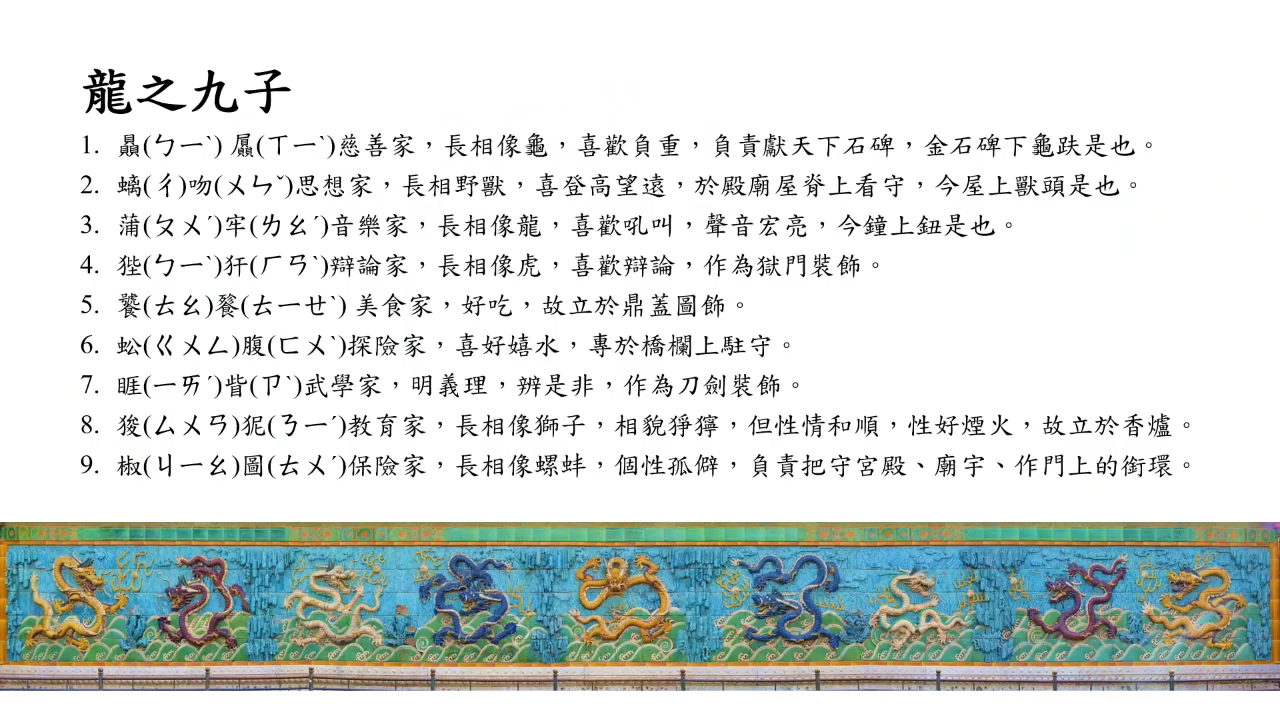 龍之九子
1. 贔(ㄅㄧˋ) 屭(ㄒㄧˋ)慈善家，長相像龜，喜歡負重，負責獻天下石碑，金石碑下龜趺是也。
2. 螭(ㄔ)吻(ㄨㄣˇ)思想家，長相野獸，喜登高望遠，於殿廟屋脊上看守，今屋上獸頭是也。
3. 蒲(ㄆㄨˊ)牢(ㄌㄠˊ)音樂家，長相像龍，喜歡吼叫，聲音宏亮，今鐘上鈕是也。
4. 狴(ㄅㄧˋ)犴(ㄏㄢˋ)辯論家，長相像虎，喜歡辯論，作為獄門裝飾。
5. 饕(ㄊㄠ)餮(ㄊㄧㄝˋ) 美食家，好吃，故立於鼎蓋圖飾。
6. 蚣(ㄍㄨㄥ)腹(ㄈㄨˋ)探險家，喜好嬉水，專於橋欄上駐守。
7. 睚(ㄧㄞˊ)眥(ㄗˋ)武學家，明義理，辨是非，作為刀劍裝飾。
8. 狻(ㄙㄨㄢ)狔(ㄋㄧˊ)教育家，長相像獅子，相貌猙獰，但性情和順，性好煙火，故立於香爐。
9. 椒(ㄐㄧㄠ)圖(ㄊㄨˊ)保險家，長相像螺蚌，個性孤僻，負責把守宮殿、廟宇、作門上的銜環。